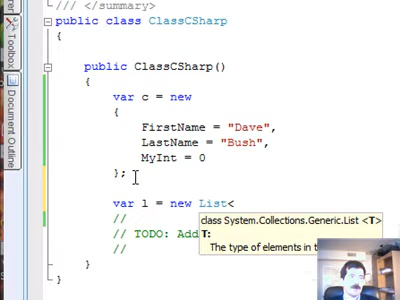 /// </summary>
public class ClassCSharp
{
public ClassCSharp()
{
var c = new
{
FirstName = "Dave",
LastName = "Bush",
MyInt = 0
};
var l = new List<
//
// TODO: Add
//
}
}
class System.Collections.Generic.List <T>
T:
The type of elements in t
Toolbox
Document Outline